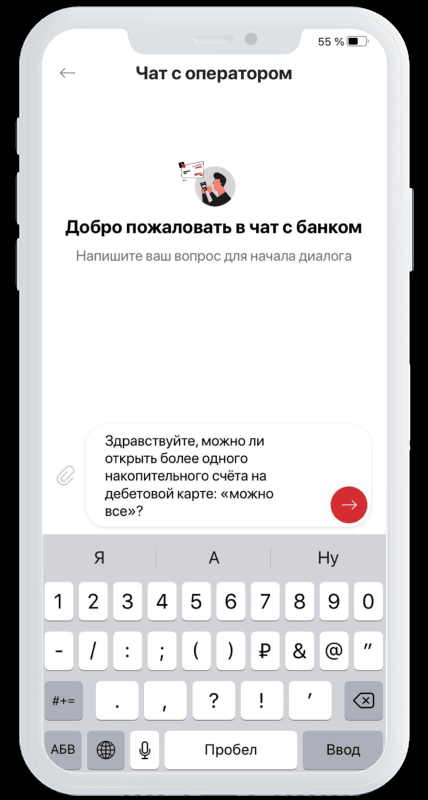 55 %
Чат с оператором
Добро пожаловать в чат с банком
Напишите ваш вопрос для начала диалога
Здравствуйте, можно ли
открыть более одного
накопительного счёта на
дебетовой карте: «можно
все»?
Я А Ну
1 2 3 4 5 6 7 8 9 0
- / : ; ( ) ₽ & @ "
#+= . , ? ! ’
АБВ Пробел Ввод